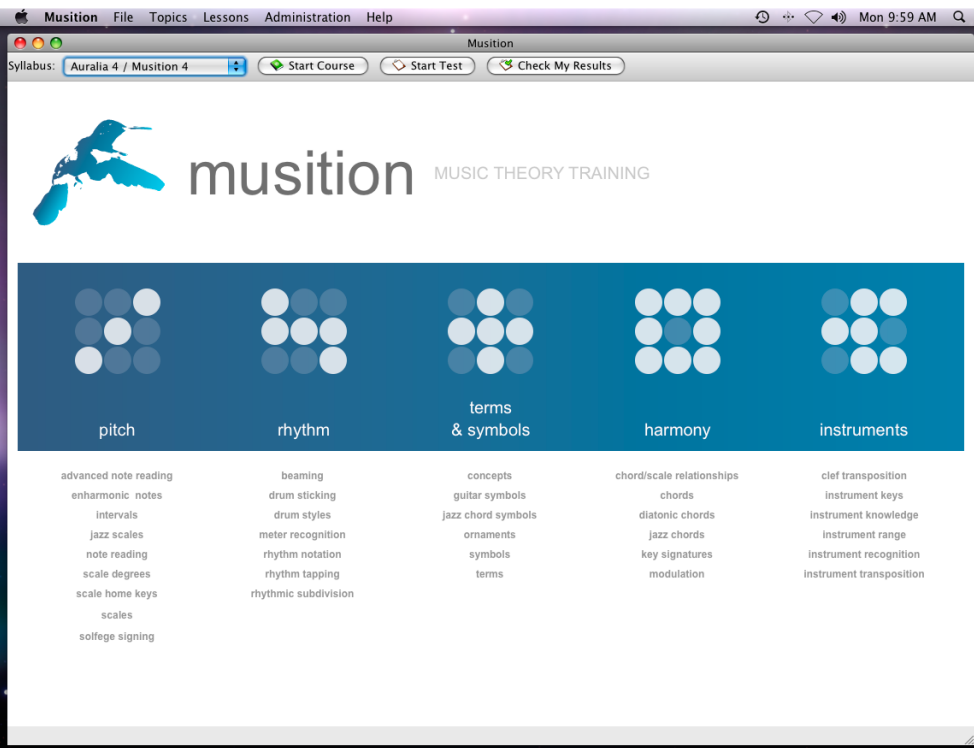 Musition File Topics Lessons Administration Help Mon 9:59 AM
Musition
Syllabus: Auralia 4 / Musition 4 Start Course Start Test Check My Results
musition MUSIC THEORY TRAINING
pitch
rhythm
terms
& symbols
harmony
instruments
advanced note reading
enharmonic notes
intervals
jazz scales
note reading
scale degrees
scale home keys
scales
solfege signing
beaming
drum sticking
drum styles
meter recognition
rhythm notation
rhythm tapping
rhythmic subdivision
concepts
guitar symbols
jazz chord symbols
ornaments
symbols
terms
chord/scale relationships
chords
diatonic chords
jazz chords
key signatures
modulation
clef transposition
instrument keys
instrument knowledge
instrument range
instrument recognition
instrument transposition